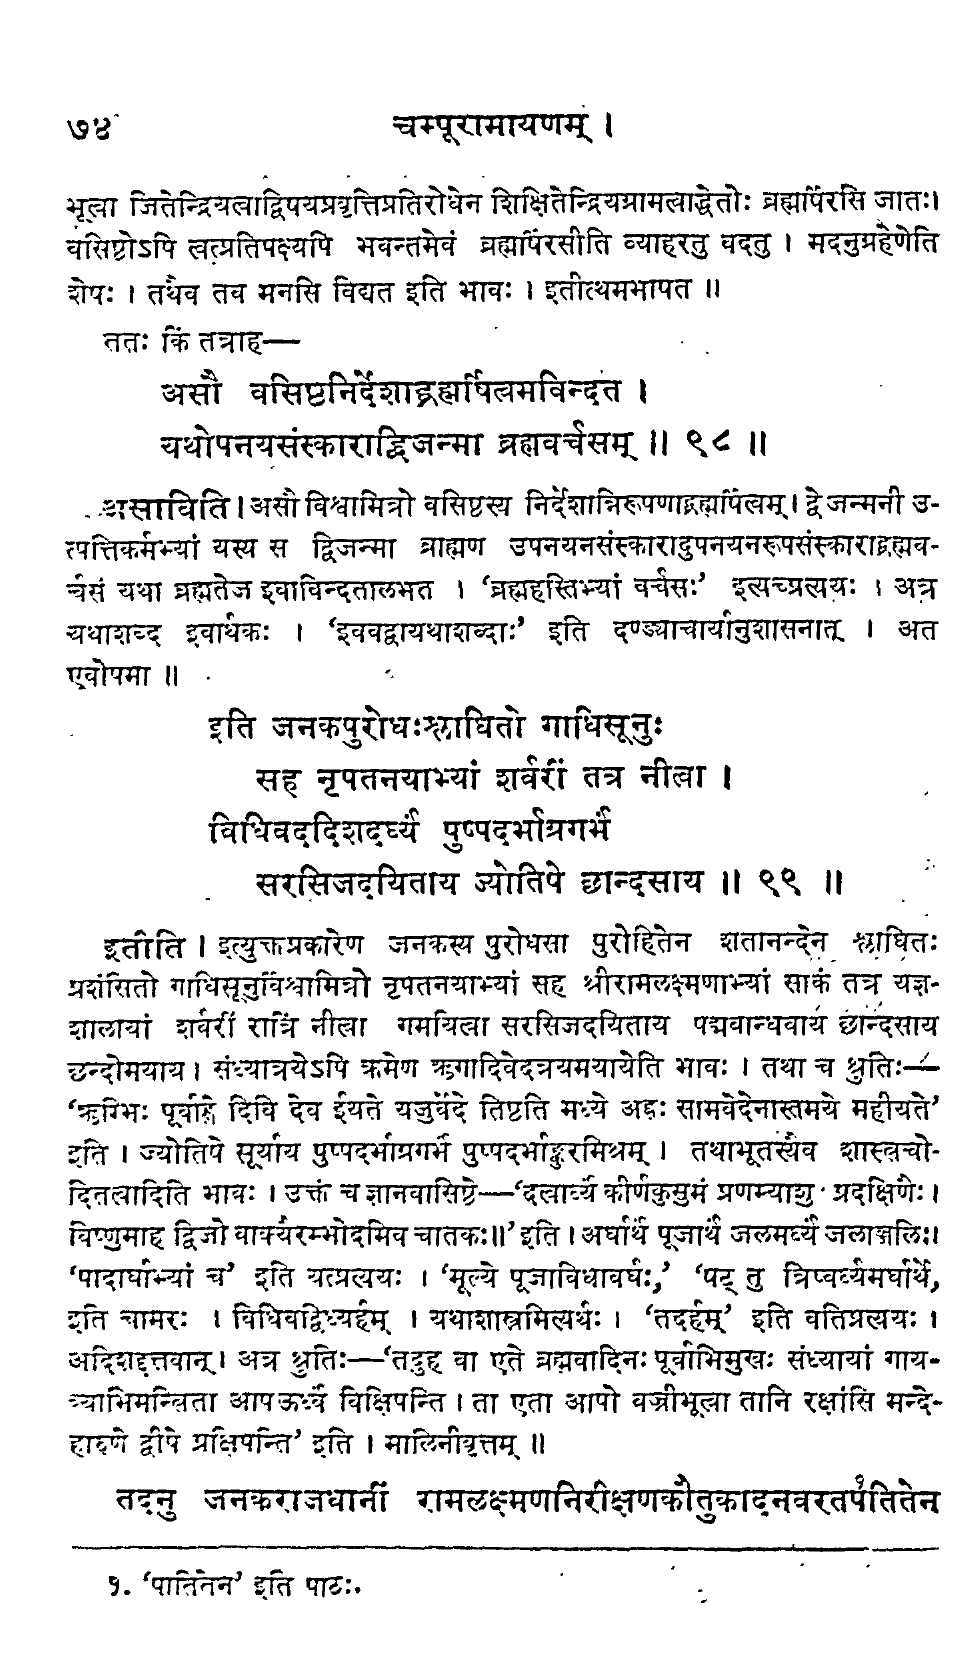 ७४ चम्पूरामायणम् ।
भूत्वा जितेन्द्रियत्वाद्विषयप्रवृत्तिप्रतिरोधेन शिक्षितेन्द्रियग्रामत्वाद्धेतोः ब्रह्मर्षिरसि जातः।
वसिष्ठोऽपि त्वत्प्रतिपक्ष्यपि भवन्तमेवं ब्रह्मर्षिरसीति व्याहरतु वदतु । मदनुग्रहेणेति
शेषः । तथैव तव मनसि विद्यत इति भावः । इतीत्थमभाषत ॥
ततः किं तत्राह—
असौ वसिष्ठनिर्देशाद्ब्रह्मर्षित्वमविन्दत ।
यथोपनयसंस्काराद्द्विजन्मा ब्रह्मवर्चसम् ॥ ९८ ॥
असाविति । असौ विश्वामित्रो वसिष्ठस्य निर्देशान्निरूपणाद्ब्रह्मर्षित्वम् । द्वे जन्मनी उ-
त्पत्तिकर्मभ्यां यस्य स द्विजन्मा ब्राह्मण उपनयनसंस्कारादुपनयनरूपसंस्काराद्ब्रह्मव-
र्चसं यथा ब्रह्मतेज इवाविन्दतालभत । ‘ब्रह्महस्तिभ्यां वर्चसः’ इत्यच्प्रत्ययः । अत्र
यथाशब्द इवार्थकः । ‘इववद्वायथाशब्दाः’ इति दण्ड्याचार्यानुशासनात् । अत
एवोपमा ॥
इति जनकपुरोधःश्लाघितो गाधिसूनुः
सह नृपतनयाभ्यां शर्वरीं तत्र नीत्वा ।
विधिवददिशदर्घ्यं पुष्पदर्भाग्रगर्भं
सरसिजदयिताय ज्योतिषे छान्दसाय ॥ ९९ ॥
इतीति । इत्युक्तप्रकारेण जनकस्य पुरोधसा पुरोहितेन शतानन्देन श्लाघितः
प्रशंसितो गाधिसूनुर्विश्वामित्रो नृपतनयाभ्यां सह श्रीरामलक्ष्मणाभ्यां साकं तत्र यज्ञ-
शालायां शर्वरीं रात्रिं नीत्वा गमयित्वा सरसिजदयिताय पद्मबान्धवाय छान्दसाय
छन्दोमयाय । संध्यात्रयेऽपि क्रमेण ऋगादिवेदत्रयमयायेति भावः । तथा च श्रुतिः—
‘ऋग्भिः पूर्वाह्णे दिवि देव ईयते यजुर्वेदे तिष्ठति मध्ये अह्नः सामवेदेनास्तमये महीयते’
इति । ज्योतिषे सूर्याय पुष्पदर्भाग्रगर्भं पुष्पदर्भाङ्कुरमिश्रम् । तथाभूतस्यैव शास्त्रचो-
दितत्वादिति भावः । उक्तं च ज्ञानवासिष्ठे—‘दत्वार्घ्यं कीर्णकुसुमं प्रणम्याशु प्रदक्षिणैः।
विष्णुमाह द्विजो वाक्यैरम्भोदमिव चातकः॥’ इति । अर्घार्थं पूजार्थं जलमर्घ्यं जलाञ्जलिः।
‘पादार्घाभ्यां च’ इति यत्प्रत्ययः । ‘मूल्ये पूजाविधावर्घः,’ ‘षट् तु त्रिष्वर्घ्यमर्घार्थे,
इति चामरः । विधिवद्विध्यर्हम् । यथाशास्त्रमित्यर्थः । ‘तदर्हम्’ इति वतिप्रत्ययः ।
अदिशद्दत्तवान् । अत्र श्रुतिः—‘तदुह वा एते ब्रह्मवादिनः पूर्वाभिमुखः संध्यायां गाय-
त्र्याभिमन्त्रिता आप ऊर्ध्वं विक्षिपन्ति । ता एता आपो वज्रीभूत्वा तानि रक्षांसि मन्दे-
हारुणे द्वीपे प्रक्षिपन्ति’ इति । मालिनीवृत्तम् ॥
तदनु जनकराजधानीं रामलक्ष्मणनिरीक्षणकौतुकादनवरतपतितेन१
१. ‘पातितेन’ इति पाठः.